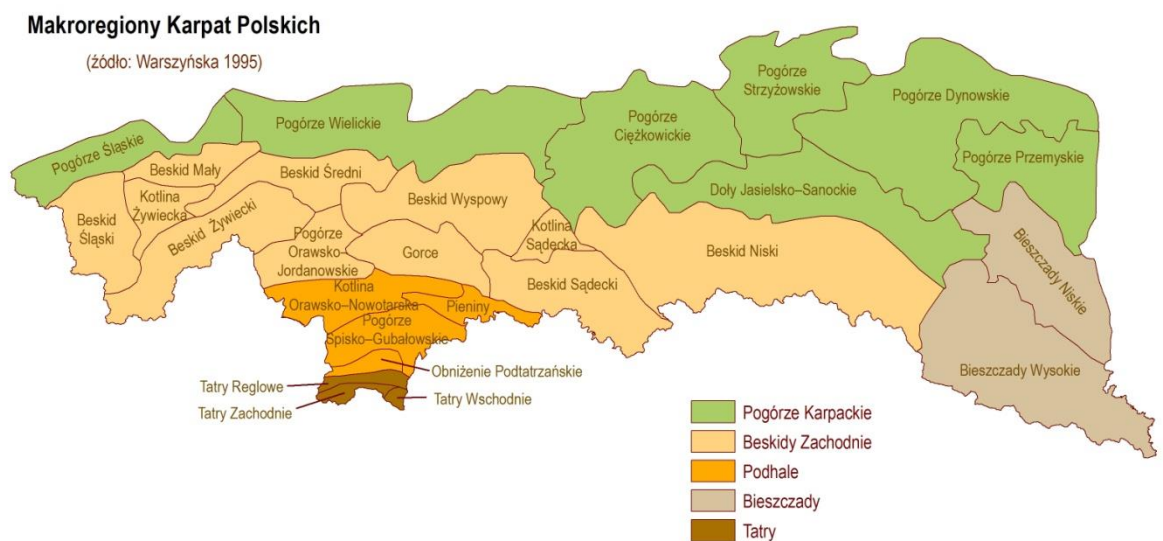 Makroregiony Karpat Polskich
(źódło: Warszyńska 1995)
Pogórze
Strzyżowskie
Pogórze Dynowskie
Pogórze Wielickie
Pogórze
Ciężkowickie
Pogórze Śląskie
Pogórze Przemyskie
Beskid Mały
Beskid Średni
Doły Jasielsko–Sanockie
Kotlina
Żywiecka
Beskid Wyspowy
Beskid
Śląski
Beskid Żywiecki
Kotlina
Sądecka
Pogórze
Orawsko–
Jordanowskie
Gorce
Beskid Niski
Bieszczady Niskie
Beskid Sądecki
Kotlina
Orawsko–Nowotarska
Pieniny
Pogórze
Spisko–Gubałowskie
Obniżenie Podtatrzańskie
Bieszczady Wysokie
Tatry Reglowe
Tatry Zachodnie
Tatry Wschodnie
Pogórze Karpackie
Beskidy Zachodnie
Podhale
Bieszczady
Tatry